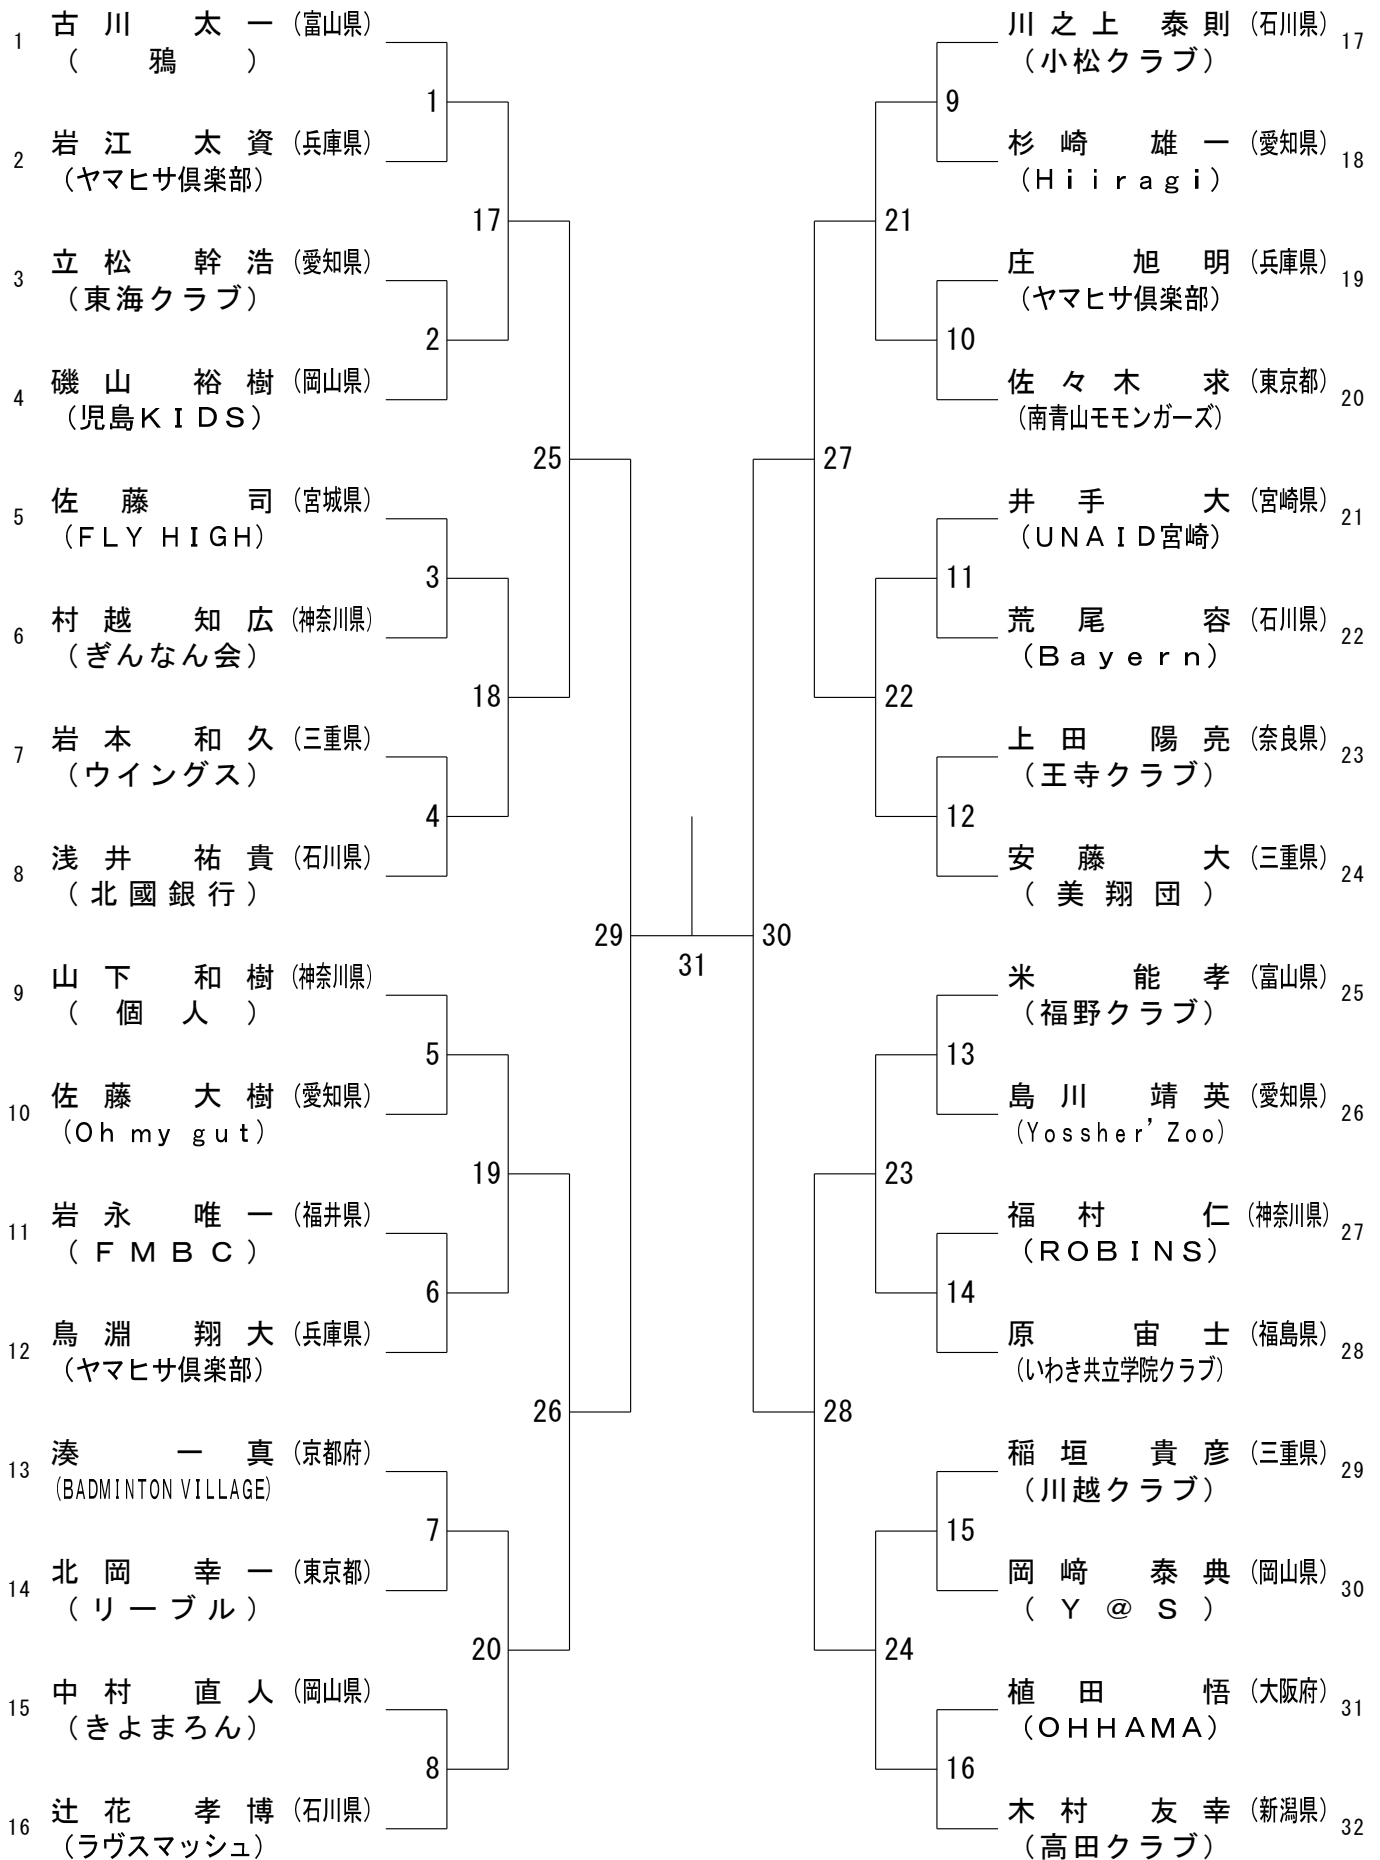 1 古川 太一 (富山県)
(鴉)
1
2 岩江 太資 (兵庫県)
(ヤマヒサ倶楽部)
17
3 立松 幹浩 (愛知県)
(東海クラブ)
2
4 磯山 裕樹 (岡山県)
(児島KIDS)
25
5 佐藤 司 (宮城県)
(FLY HIGH)
3
6 村越 知広 (神奈川県)
(ぎんなん会)
18
7 岩本 和久 (三重県)
(ウイングス)
4
8 浅井 祐貴 (石川県)
(北國銀行)
29
9 山下 和樹 (神奈川県)
(個人)
5
10 佐藤 大樹 (愛知県)
(Oh my gut)
19
11 岩永 唯一 (福井県)
(FMBC)
6
12 鳥淵 翔大 (兵庫県)
(ヤマヒサ倶楽部)
26
13 湊 一真 (京都府)
(BADMINTON VILLAGE)
7
14 北岡 幸一 (東京都)
(リーブル)
20
15 中村 直人 (岡山県)
(きよまろん)
8
16 辻花 孝博 (石川県)
(ラヴスマッシュ)
31
川之上 泰則 (石川県) 17
(小松クラブ)
9
杉崎 雄一 (愛知県) 18
(Hiiragi)
21
庄 旭明 (兵庫県) 19
(ヤマヒサ倶楽部)
10
佐々木 求 (東京都) 20
(南青山モモンガーズ)
27
井手 大 (宮崎県) 21
(UNAID宮崎)
11
荒尾 容 (石川県) 22
(Bayern)
22
上田 陽亮 (奈良県) 23
(王寺クラブ)
12
安藤 大 (三重県) 24
(美翔団)
30
米 能孝 (富山県) 25
(福野クラブ)
13
島川 靖英 (愛知県) 26
(Yossher’Zoo)
23
福村 仁 (神奈川県) 27
(ROBINS)
14
原 宙士 (福島県) 28
(いわき共立学院クラブ)
28
稲垣 貴彦 (三重県) 29
(川越クラブ)
15
岡﨑 泰典 (岡山県) 30
(Y@S)
24
植田 悟 (大阪府) 31
(OHHAMA)
16
木村 友幸 (新潟県) 32
(高田クラブ)